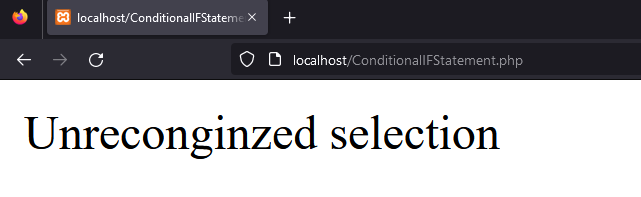 localhost/ConditionalIFStateme
localhost/ConditionalIFStatement.php
Unreconginzed selection